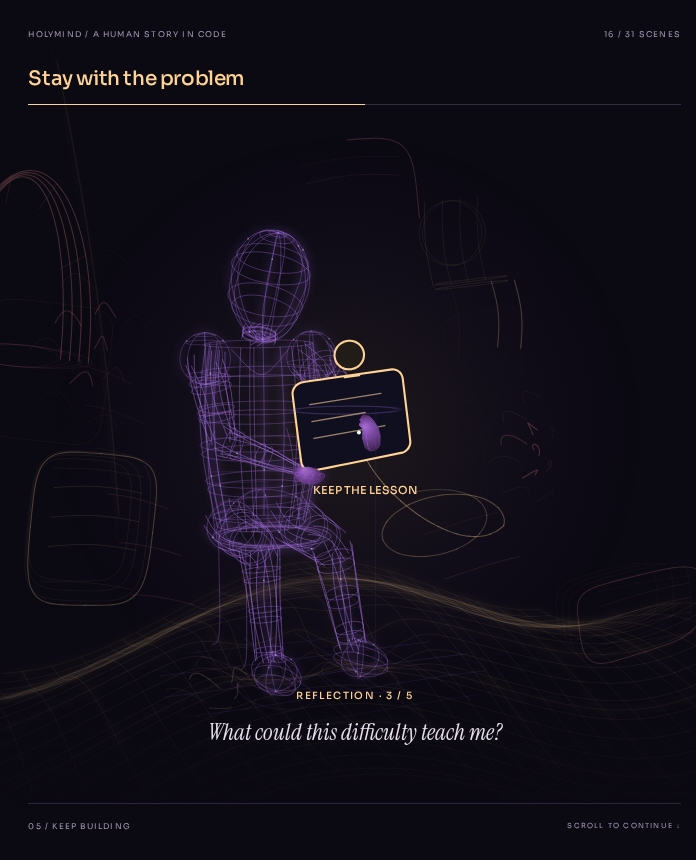 HOLYMIND / A HUMAN STORY IN CODE
16 / 31 SCENES
Stay with the problem
KEEP THE LESSON
REFLECTION · 3 / 5
What could this difficulty teach me?
05 / KEEP BUILDING
SCROLL TO CONTINUE ↓